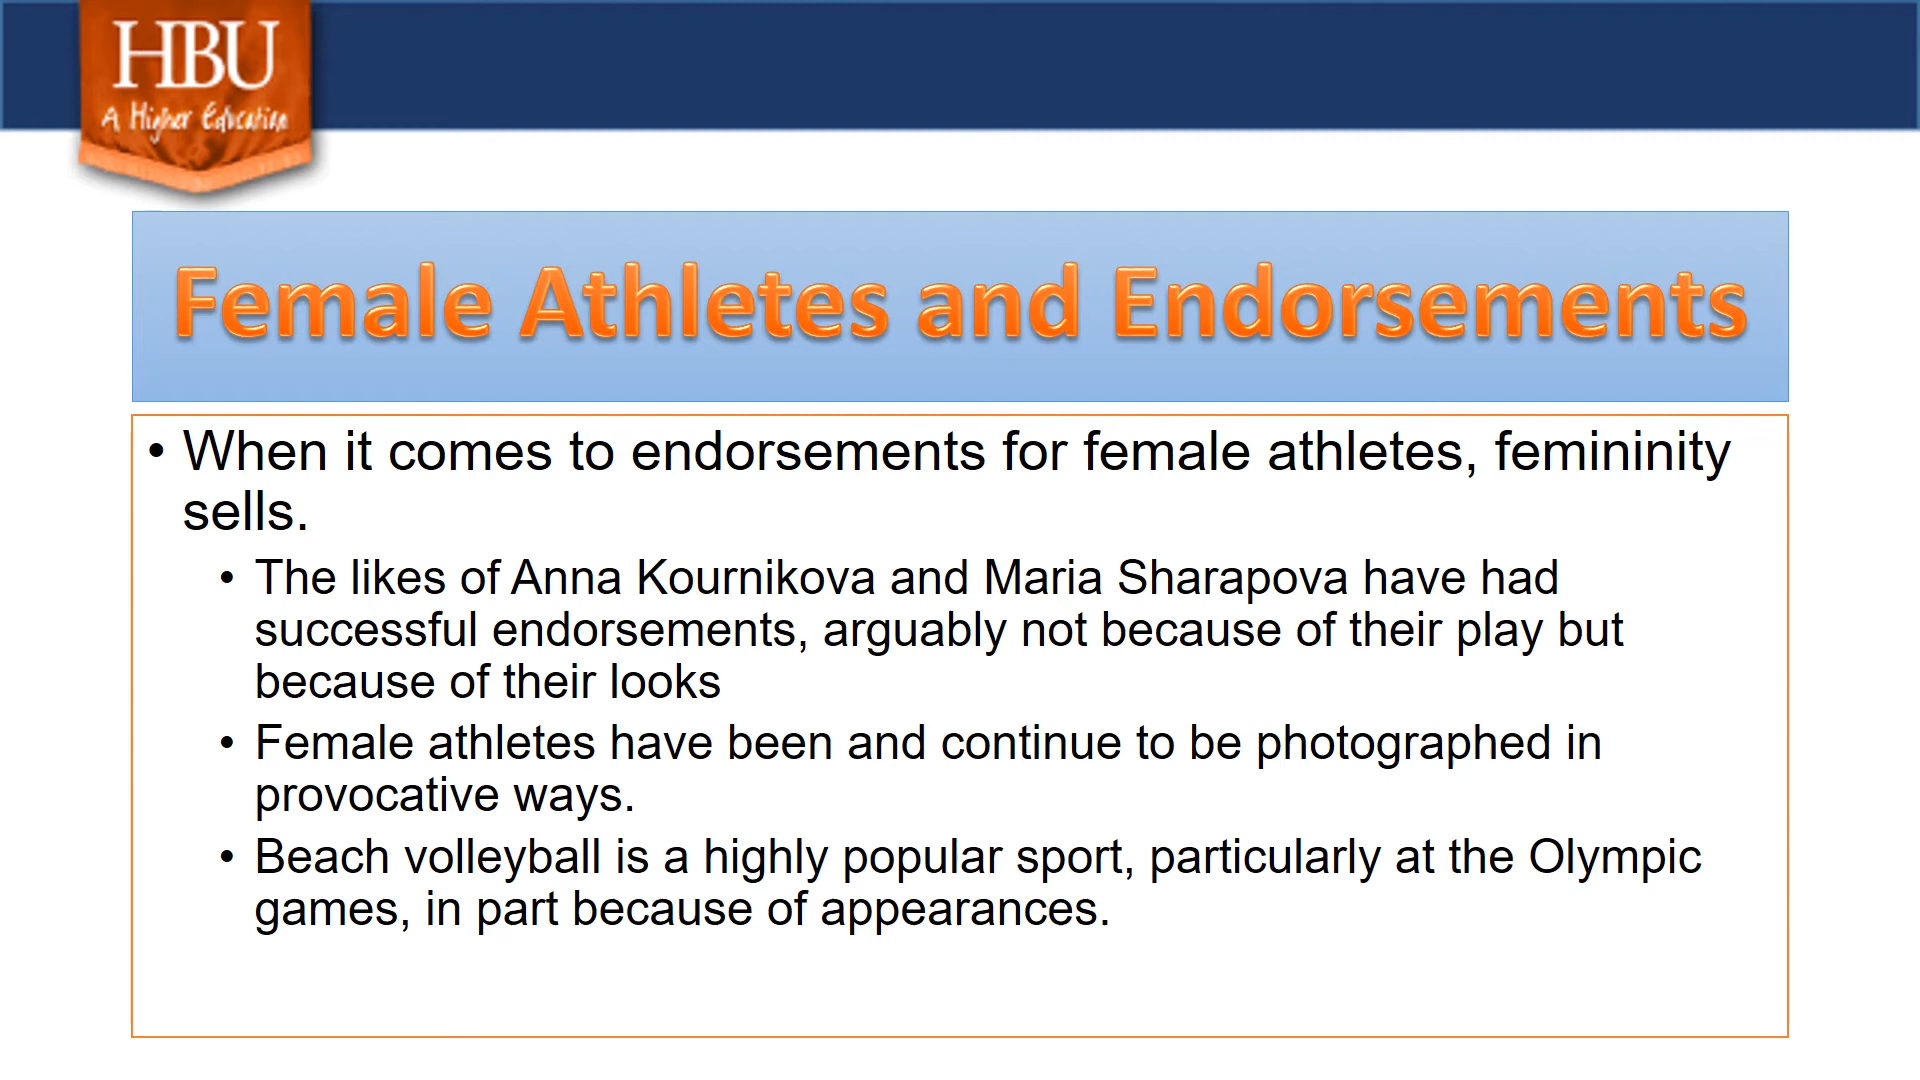 HBU
A Higher Education
Female Athletes and Endorsements
• When it comes to endorsements for female athletes, femininity
sells.
• The likes of Anna Kournikova and Maria Sharapova have had
successful endorsements, arguably not because of their play but
because of their looks
• Female athletes have been and continue to be photographed in
provocative ways.
• Beach volleyball is a highly popular sport, particularly at the Olympic
games, in part because of appearances.